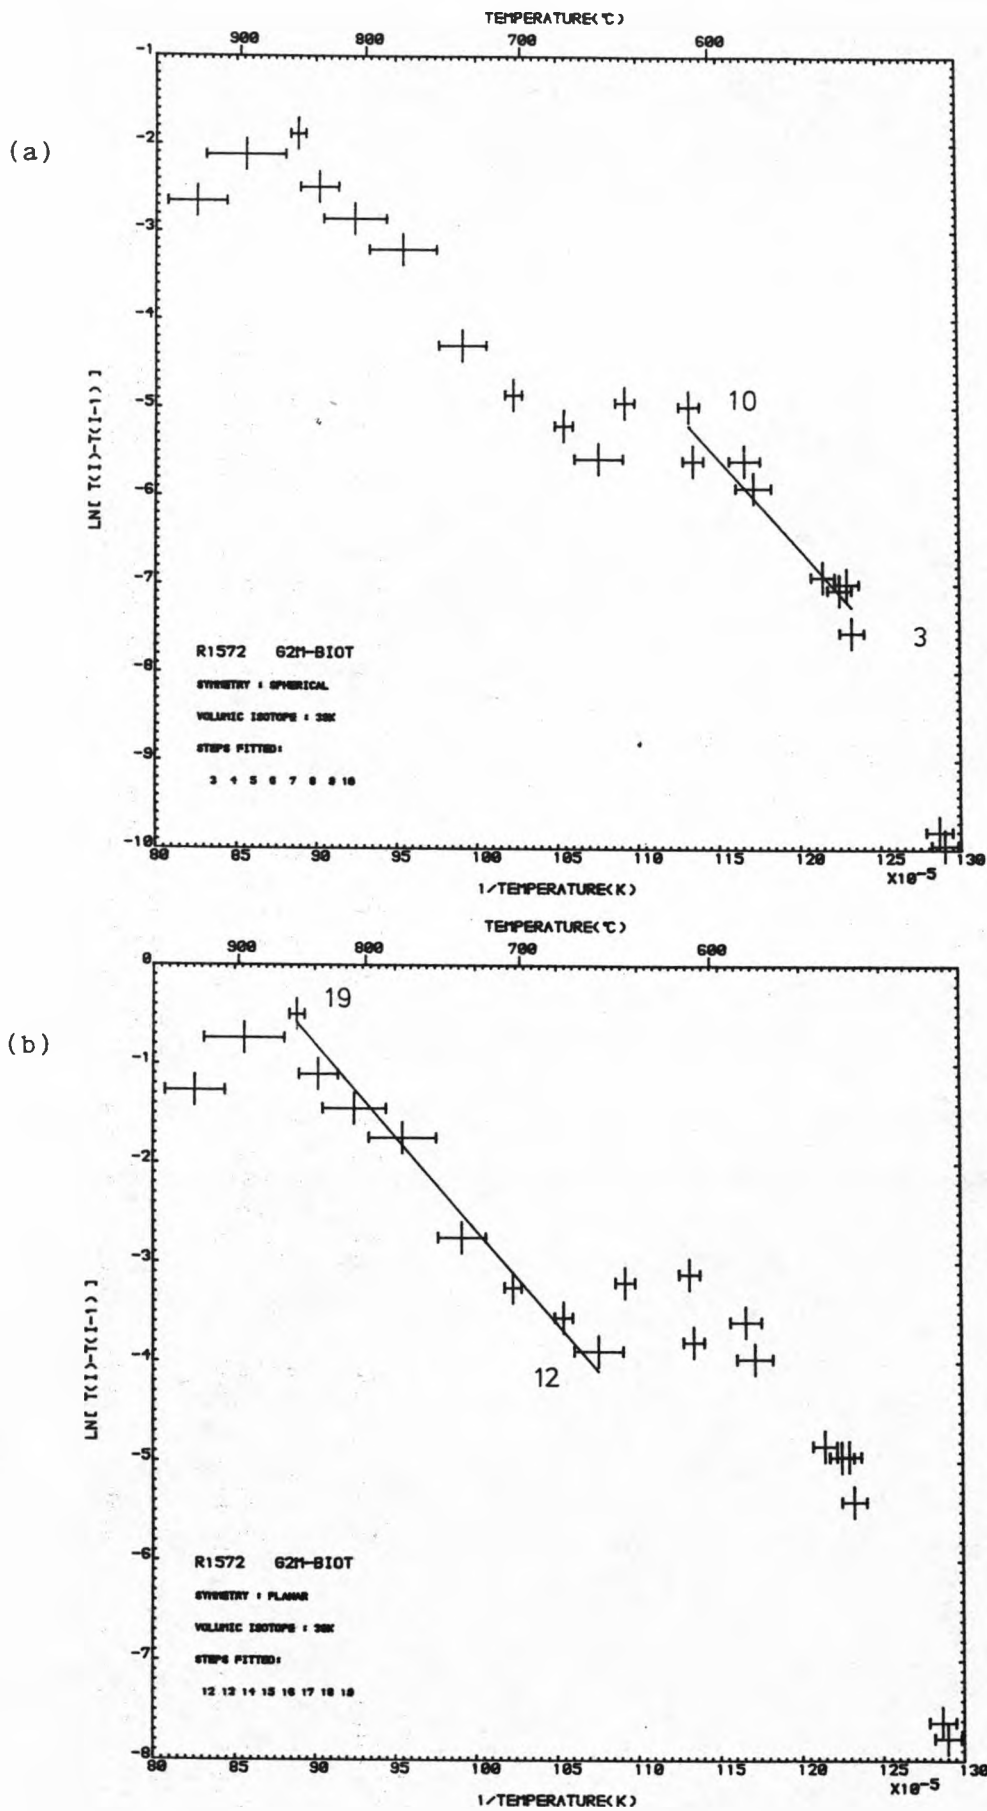 (a)
TEMPERATURE(℃)
900 800 700 600
-1
-2
-3
-4
-5
-6
-7
-8
-9
-10
LN[ T(I)-T(I-1) ]
10
3
R1572 62M-BIOT
SYMMETRY : SPHERICAL
VOLUMIC ISOTOPE : 39K
STEPS FITTED:
3 4 5 6 7 8 9 10
80 85 90 95 100 105 110 115 120 125 130
X10-5
1/TEMPERATURE(K)
(b)
TEMPERATURE(℃)
900 800 700 600
0
-1
-2
-3
-4
-5
-6
-7
-8
LN[ T(I)-T(I-1) ]
19
12
R1572 62M-BIOT
SYMMETRY : PLANAR
VOLUMIC ISOTOPE : 39K
STEPS FITTED:
12 13 14 15 16 17 18 19
80 85 90 95 100 105 110 115 120 125 130
X10-5
1/TEMPERATURE(K)